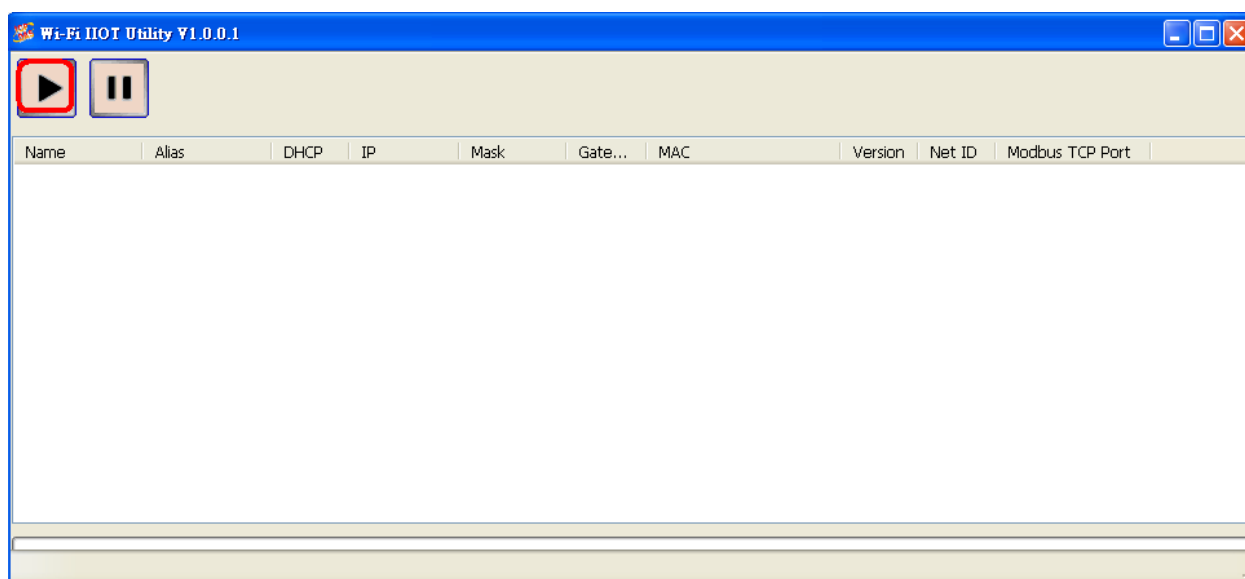 Wi-Fi IIOT Utility V1.0.0.1
Name Alias DHCP IP Mask Gate... MAC Version Net ID Modbus TCP Port